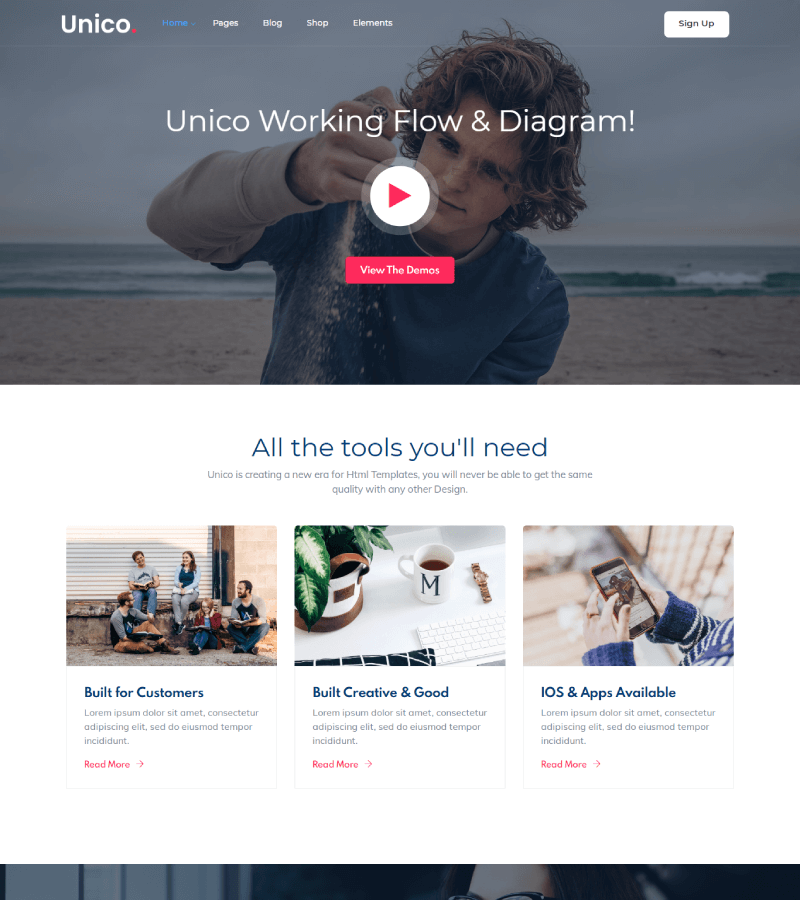 Unico.
Home Pages Blog Shop Elements
Sign Up
Unico Working Flow & Diagram!
View The Demos
All the tools you'll need
Unico is creating a new era for Html Templates, you will never be able to get the same
quality with any other Design.
M
Built for Customers
Lorem ipsum dolor sit amet, consectetur
adipiscing elit, sed do eiusmod tempor
incididunt.
Read More
Built Creative & Good
Lorem ipsum dolor sit amet, consectetur
adipiscing elit, sed do eiusmod tempor
incididunt.
Read More
IOS & Apps Available
Lorem ipsum dolor sit amet, consectetur
adipiscing elit, sed do eiusmod tempor
incididunt.
Read More